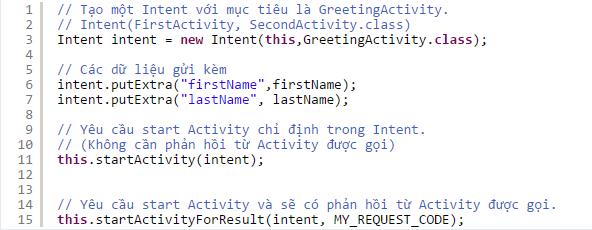 1 // Tạo một Intent với mục tiêu là GreetingActivity.
2 // Intent(FirstActivity, SecondActivity.class)
3 Intent intent = new Intent(this,GreetingActivity.class);
4
5 // Các dữ liệu gửi kèm
6 intent.putExtra("firstName",firstName);
7 intent.putExtra("lastName", lastName);
8
9 // Yêu cầu start Activity chỉ định trong Intent.
10 // (Không cần phản hồi từ Activity được gọi)
11 this.startActivity(intent);
12
13
14 // Yêu cầu start Activity và sẽ có phản hồi từ Activity được gọi.
15 this.startActivityForResult(intent, MY_REQUEST_CODE);